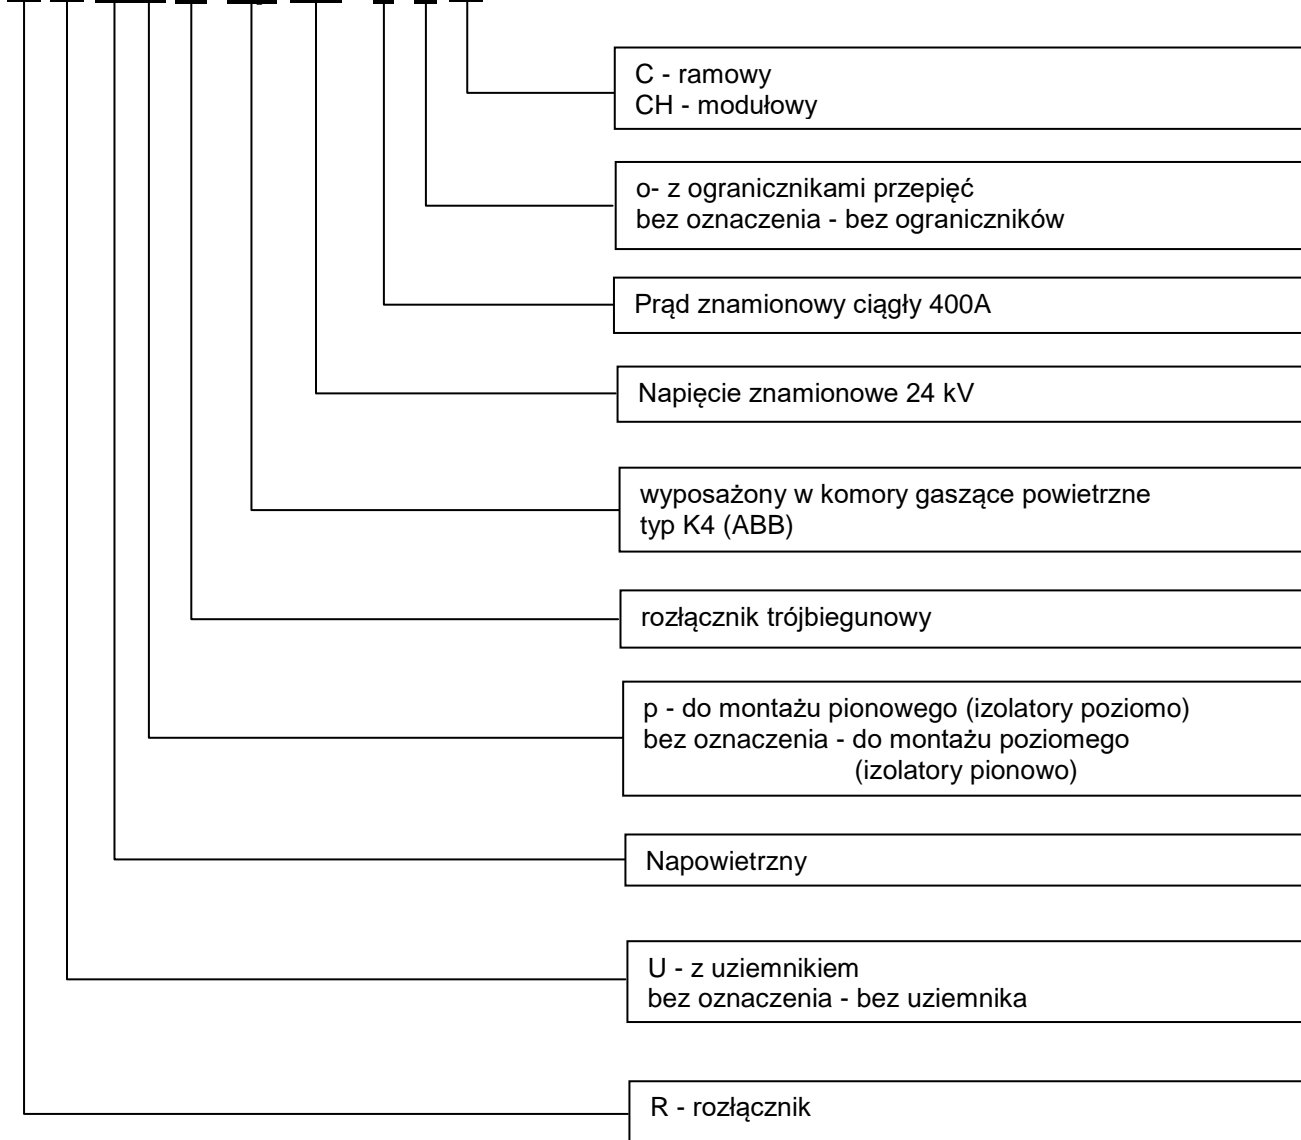 C - ramowy
CH - modułowy
o- z ogranicznikami przepięć
bez oznaczenia - bez ograniczników
Prąd znamionowy ciągły 400A
Napięcie znamionowe 24 kV
wyposażony w komory gaszące powietrzne
typ K4 (ABB)
rozłącznik trójbiegunowy
p - do montażu pionowego (izolatory poziomo)
bez oznaczenia - do montażu poziomego
(izolatory pionowo)
Napowietrzny
U - z uziemnikiem
bez oznaczenia - bez uziemnika
R - rozłącznik